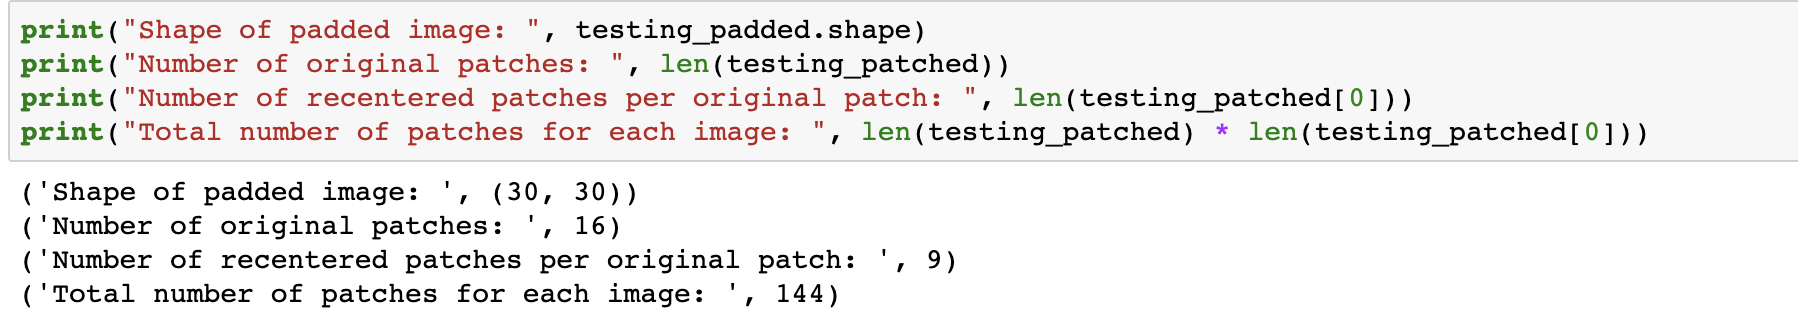 print("Shape of padded image: ", testing_padded.shape)
print("Number of original patches: ", len(testing_patched))
print("Number of recentered patches per original patch: ", len(testing_patched[0]))
print("Total number of patches for each image: ", len(testing_patched) * len(testing_patched[0]))
('Shape of padded image: ', (30, 30))
('Number of original patches: ', 16)
('Number of recentered patches per original patch: ', 9)
('Total number of patches for each image: ', 144)